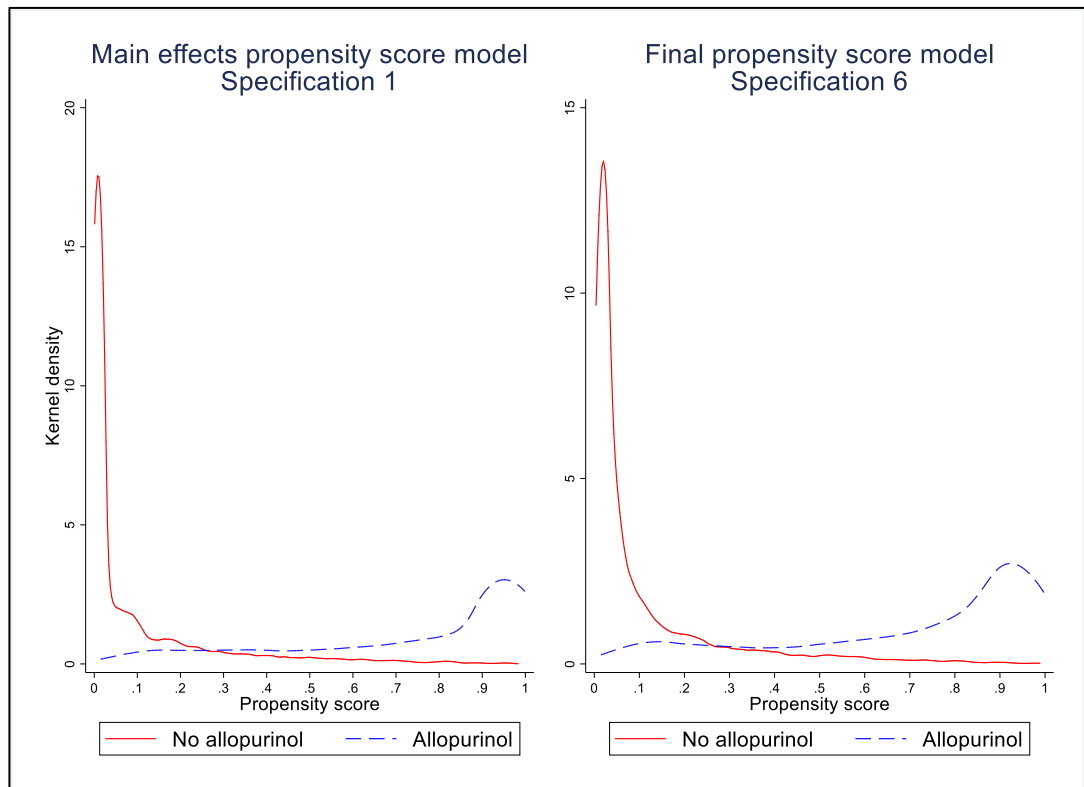 Main effects propensity score model
Specification 1
20
15
10
5
0
Kernel density
0 .1 .2 .3 .4 .5 .6 .7 .8 .9 1
Propensity score
No allopurinol Allopurinol
Final propensity score model
Specification 6
15
10
5
0
0 .1 .2 .3 .4 .5 .6 .7 .8 .9 1
Propensity score
No allopurinol Allopurinol